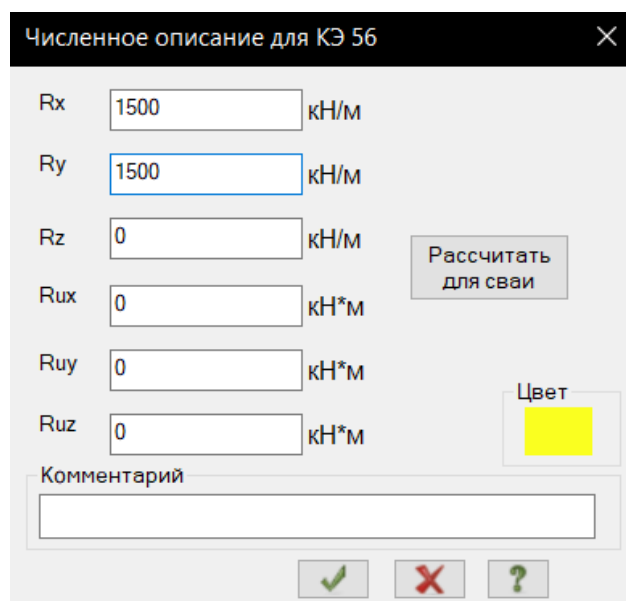 Численное описание для КЭ 56
Rx 1500 кН/м
Ry 1500 кН/м
Rz 0 кН/м
Рассчитать
для сваи
Rux 0 кН*м
Ruy 0 кН*м
Цвет
Ruz 0 кН*м
Комментарий
?